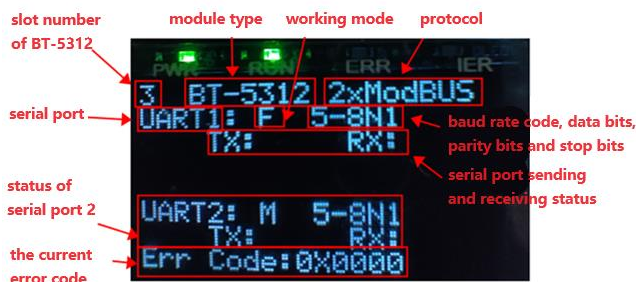 slot number
of BT-5312
module type
working mode
protocol
PWR
RUN
ERR
IER
3 BT-5312 2xModBUS
serial port
UART1: F 5-8N1
TX: RX:
baud rate code, data bits,
parity bits and stop bits
serial port sending
and receiving status
status of
serial port 2
UART2: M 5-8N1
TX: RX:
the current
error code
Err Code:0X0000